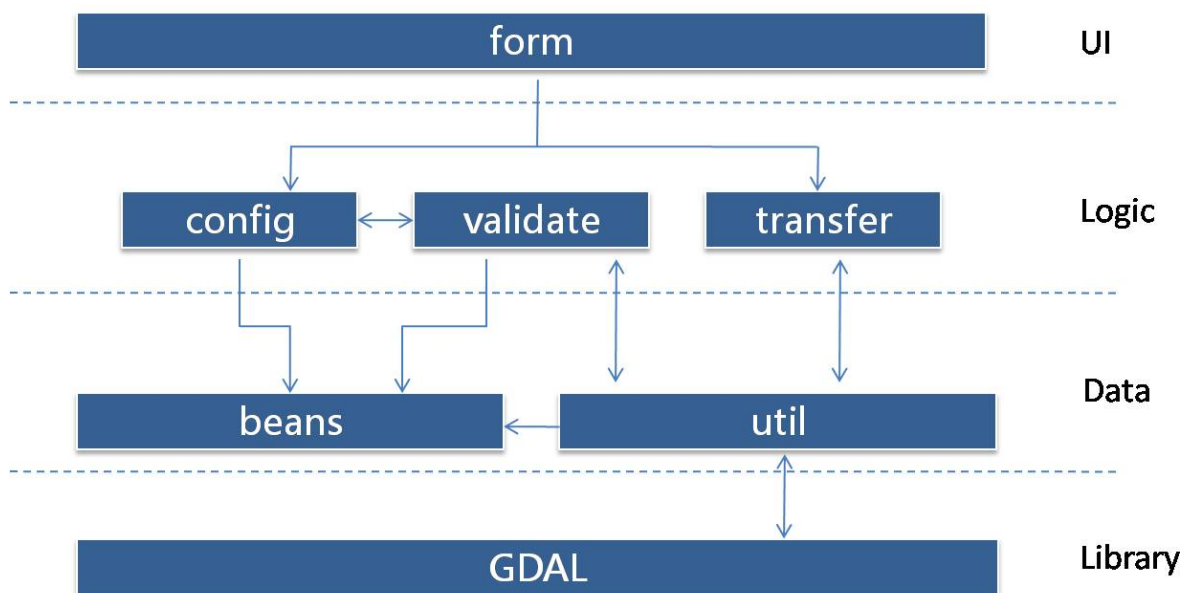 form
UI
config
validate
transfer
Logic
beans
util
Data
GDAL
Library